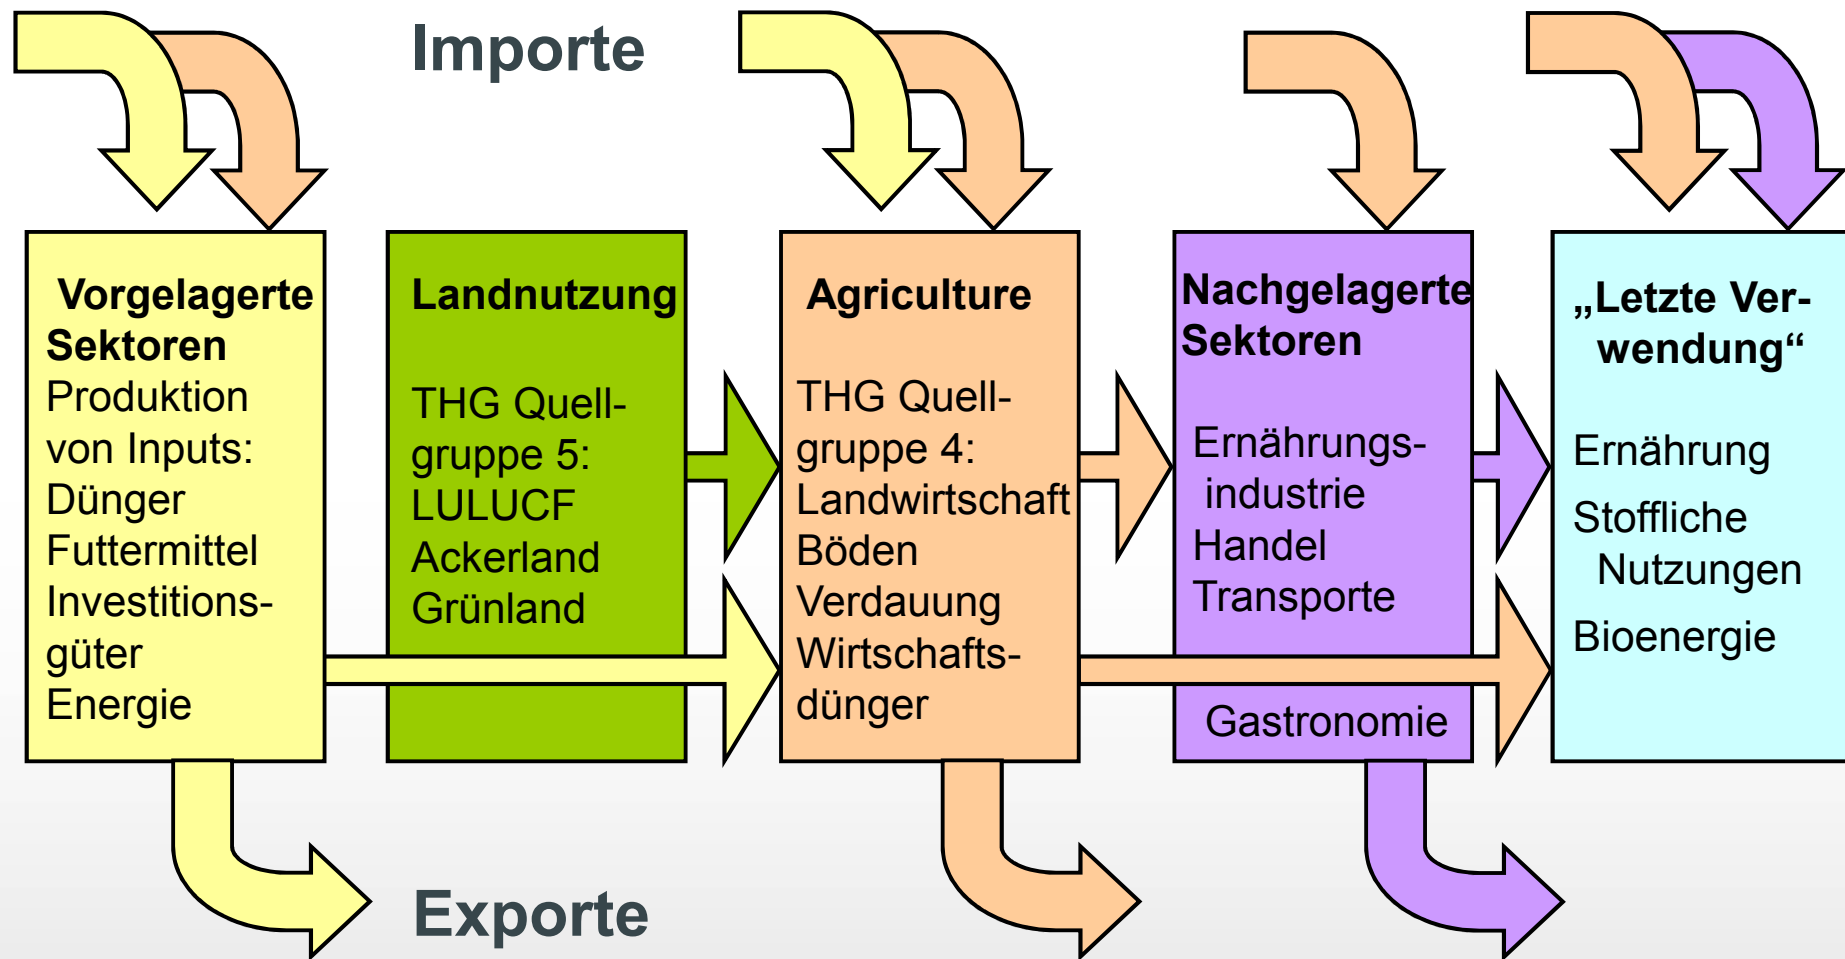 Importe
Vorgelagerte
Sektoren
Produktion
von Inputs:
Dünger
Futtermittel
Investitions-
güter
Energie
Landnutzung
THG Quell-
gruppe 5:
LULUCF
Ackerland
Grünland
Agriculture
THG Quell-
gruppe 4:
Landwirtschaft
Böden
Verdauung
Wirtschafts-
dünger
Nachgelagerte
Sektoren
Ernährungs-
industrie
Handel
Transporte
Gastronomie
„Letzte Ver-
wendung“
Ernährung
Stoffliche
Nutzungen
Bioenergie
Exporte